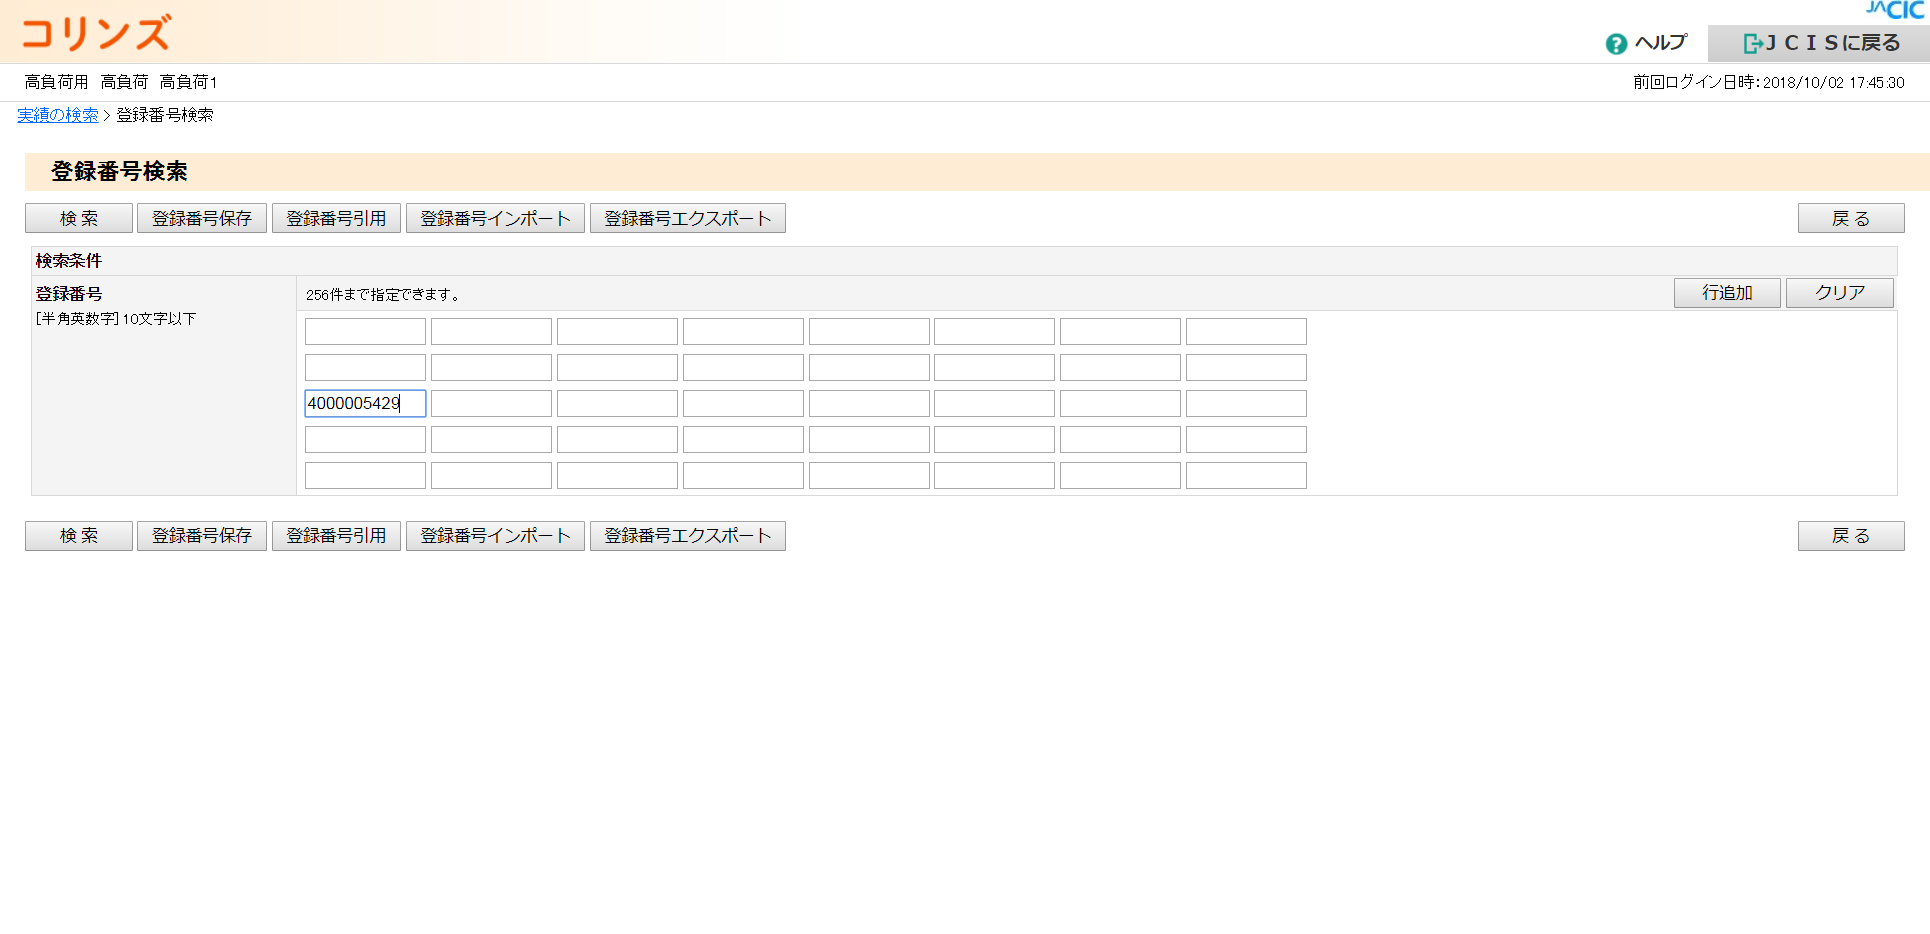 JACIC
コリンズ
ヘルプ
ＪＣＩＳに戻る
高負荷用 高負荷 高負荷1
前回ログイン日時：2018/10/02 17:45:30
実績の検索 > 登録番号検索
登録番号検索
検 索 登録番号保存 登録番号引用 登録番号インポート 登録番号エクスポート 戻 る
検索条件
登録番号
[半角英数字] 10文字以下
256件まで指定できます。
行追加 クリア
4000005429
検 索 登録番号保存 登録番号引用 登録番号インポート 登録番号エクスポート 戻 る